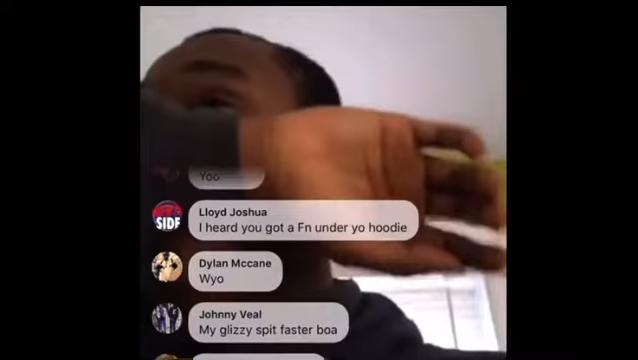 Yoo
Lloyd Joshua
SIDF
I heard you got a Fn under yo hoodie
Dylan Mccane
Wyo
Johnny Veal
My glizzy spit faster boa